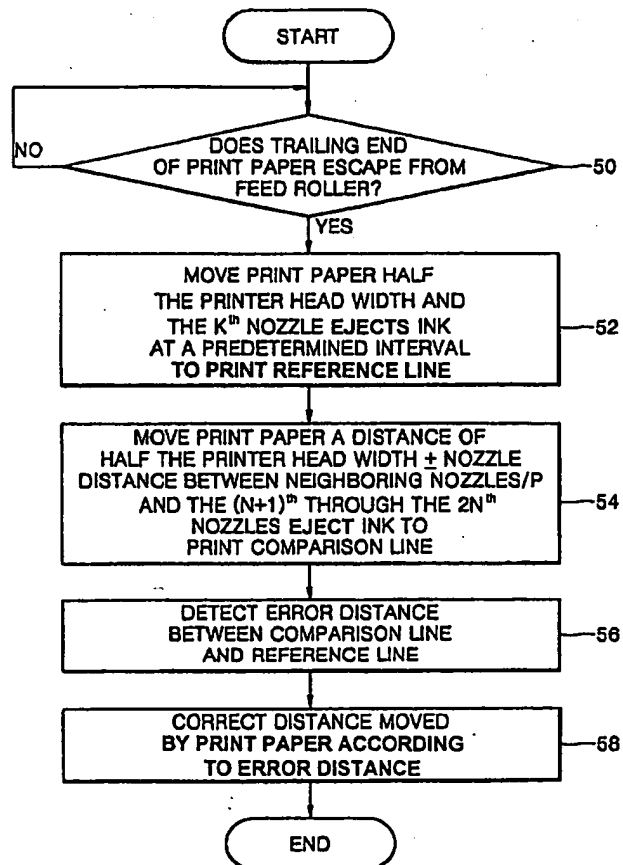 START
DOES TRAILING END
OF PRINT PAPER ESCAPE FROM
FEED ROLLER?
50
NO
YES
MOVE PRINT PAPER HALF
THE PRINTER HEAD WIDTH AND
THE Kth NOZZLE EJECTS INK
AT A PREDETERMINED INTERVAL
TO PRINT REFERENCE LINE
52
MOVE PRINT PAPER A DISTANCE OF
HALF THE PRINTER HEAD WIDTH ± NOZZLE
DISTANCE BETWEEN NEIGHBORING NOZZLES/P
AND THE (N+1)th THROUGH THE 2Nth
NOZZLES EJECT INK TO
PRINT COMPARISON LINE
54
DETECT ERROR DISTANCE
BETWEEN COMPARISON LINE
AND REFERENCE LINE
56
CORRECT DISTANCE MOVED
BY PRINT PAPER ACCORDING
TO ERROR DISTANCE
58
END